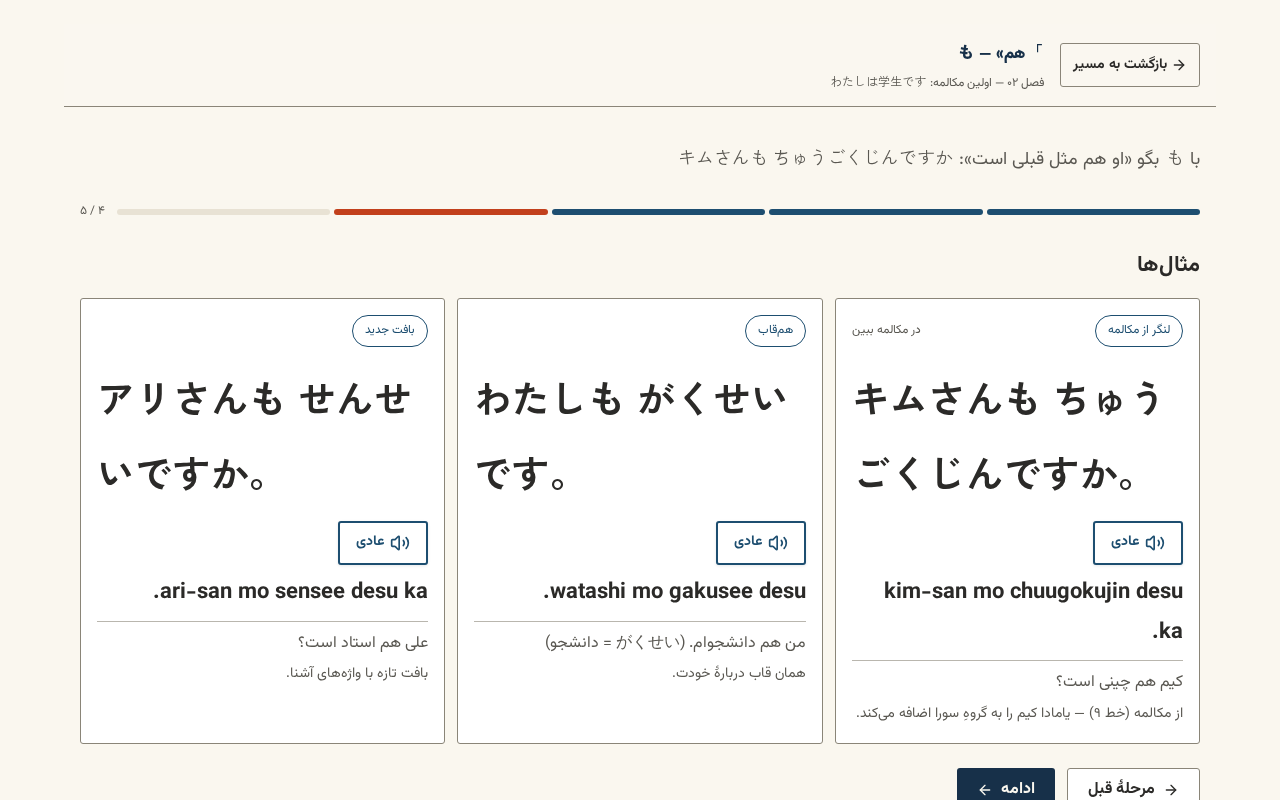 بازگشت به مسیر
「 هم» — も
فصل ۰۲ — اولین مکالمه: わたしは学生です
با も بگو «او هم مثل قبلی است»: キムさんも ちゅうごくじんですか
۴ / ۵
مثال‌ها
لنگر از مکالمه
در مکالمه ببین
キムさんも ちゅう
ごくじんですか。
عادی
kim-san mo chuugokujin desu
ka.
کیم هم چینی است؟
از مکالمه (خط ۹) — یامادا کیم را به گروهِ سورا اضافه می‌کند.
هم‌قاب
わたしも がくせい
です。
عادی
watashi mo gakusee desu.
من هم دانشجوام. (がくせい = دانشجو)
همان قاب دربارهٔ خودت.
بافت جدید
アリさんも せんせ
いですか。
عادی
ari-san mo sensee desu ka.
علی هم استاد است؟
بافت تازه با واژه‌های آشنا.
مرحلهٔ قبل
ادامه